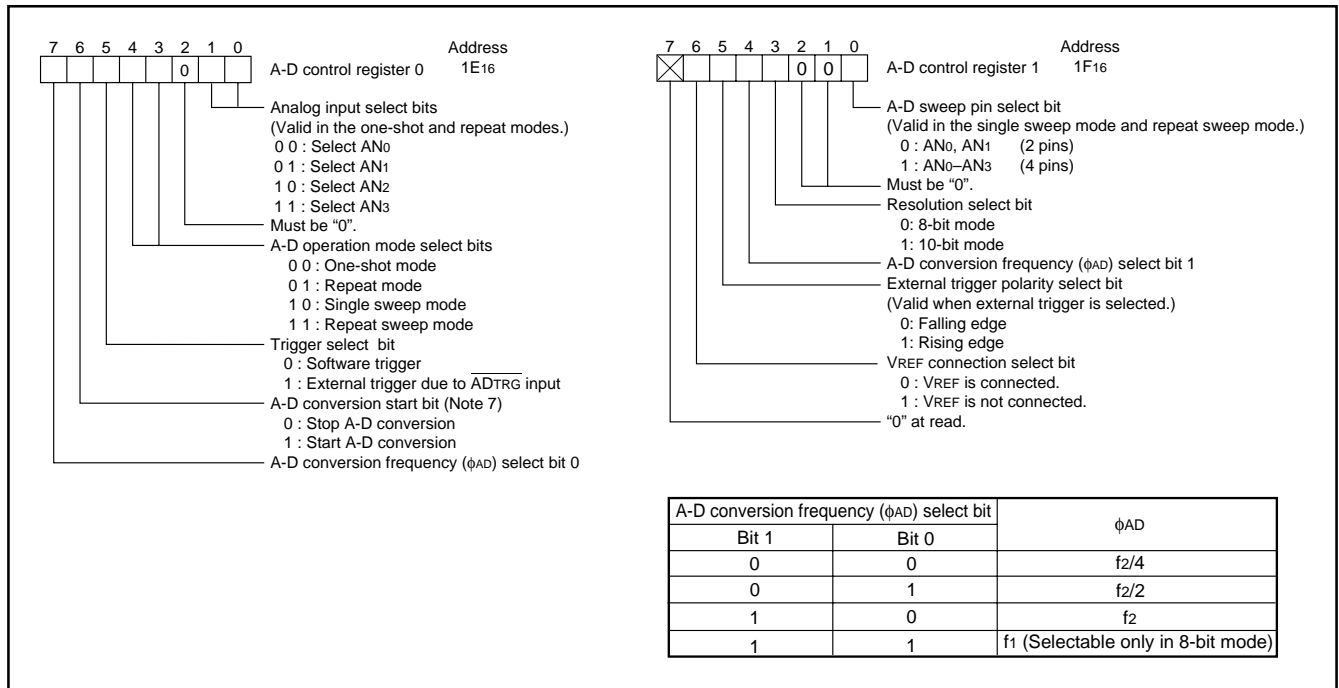 7 6 5 4 3 2 1 0 Address
0 A-D control register 0 1E16
Analog input select bits
(Valid in the one-shot and repeat modes.)
0 0 : Select AN0
0 1 : Select AN1
1 0 : Select AN2
1 1 : Select AN3
Must be “0”.
A-D operation mode select bits
0 0 : One-shot mode
0 1 : Repeat mode
1 0 : Single sweep mode
1 1 : Repeat sweep mode
Trigger select bit
0 : Software trigger
1 : External trigger due to ADTRG input
A-D conversion start bit (Note 7)
0 : Stop A-D conversion
1 : Start A-D conversion
A-D conversion frequency (ϕAD) select bit 0
7 6 5 4 3 2 1 0 Address
0 0 A-D control register 1 1F16
A-D sweep pin select bit
(Valid in the single sweep mode and repeat sweep mode.)
0 : AN0, AN1 (2 pins)
1 : AN0–AN3 (4 pins)
Must be “0”.
Resolution select bit
0: 8-bit mode
1: 10-bit mode
A-D conversion frequency (ϕAD) select bit 1
External trigger polarity select bit
(Valid when external trigger is selected.)
0: Falling edge
1: Rising edge
VREF connection select bit
0 : VREF is connected.
1 : VREF is not connected.
“0” at read.
A-D conversion frequency (ϕAD) select bit ϕAD
Bit 1 Bit 0
0 0 f2/4
0 1 f2/2
1 0 f2
1 1 f1 (Selectable only in 8-bit mode)